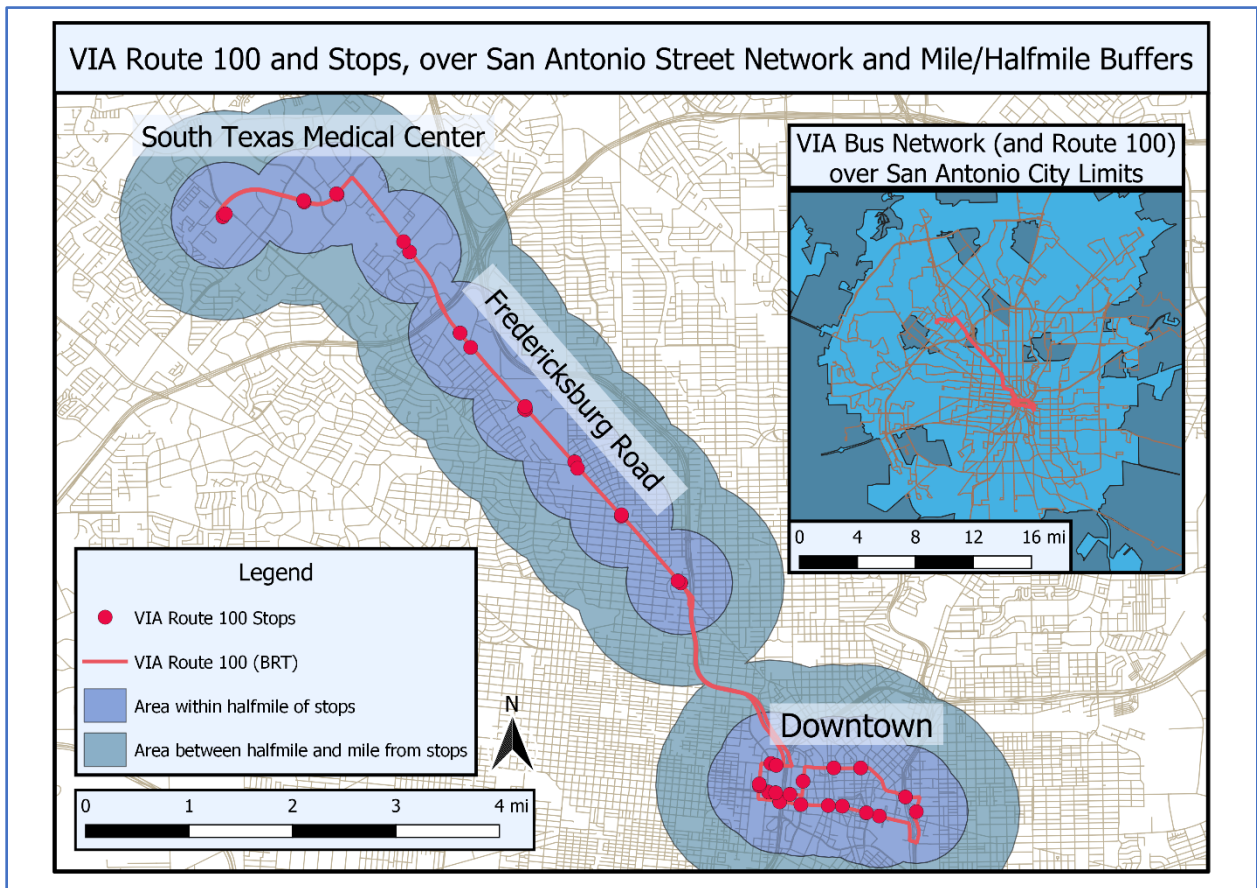 VIA Route 100 and Stops, over San Antonio Street Network and Mile/Halfmile Buffers
South Texas Medical Center
VIA Bus Network (and Route 100)
over San Antonio City Limits
0 4 8 12 16 mi
Fredericksburg Road
Downtown
Legend
VIA Route 100 Stops
VIA Route 100 (BRT)
Area within halfmile of stops
Area between halfmile and mile from stops
N
0 1 2 3 4 mi